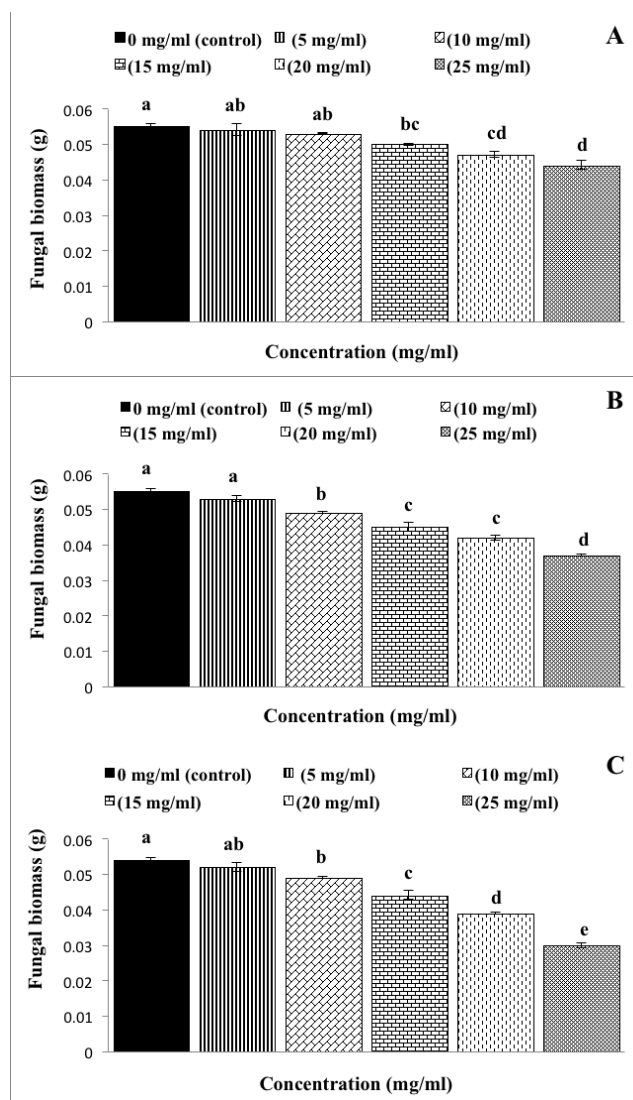 0 mg/ml (control) (5 mg/ml) (10 mg/ml) A
(15 mg/ml) (20 mg/ml) (25 mg/ml)
0.06
0.05
0.04
0.03
0.02
0.01
0
Fungal biomass (g)
a ab ab bc cd d
Concentration (mg/ml)
0 mg/ml (control) (5 mg/ml) (10 mg/ml) B
(15 mg/ml) (20 mg/ml) (25 mg/ml)
0.06
0.05
0.04
0.03
0.02
0.01
0
Fungal biomass (g)
a a b c c d
Concentration (mg/ml)
0 mg/ml (control) (5 mg/ml) (10 mg/ml) C
(15 mg/ml) (20 mg/ml) (25 mg/ml)
0.06
0.05
0.04
0.03
0.02
0.01
0
Fungal biomass (g)
a ab b c d e
Concentration (mg/ml)